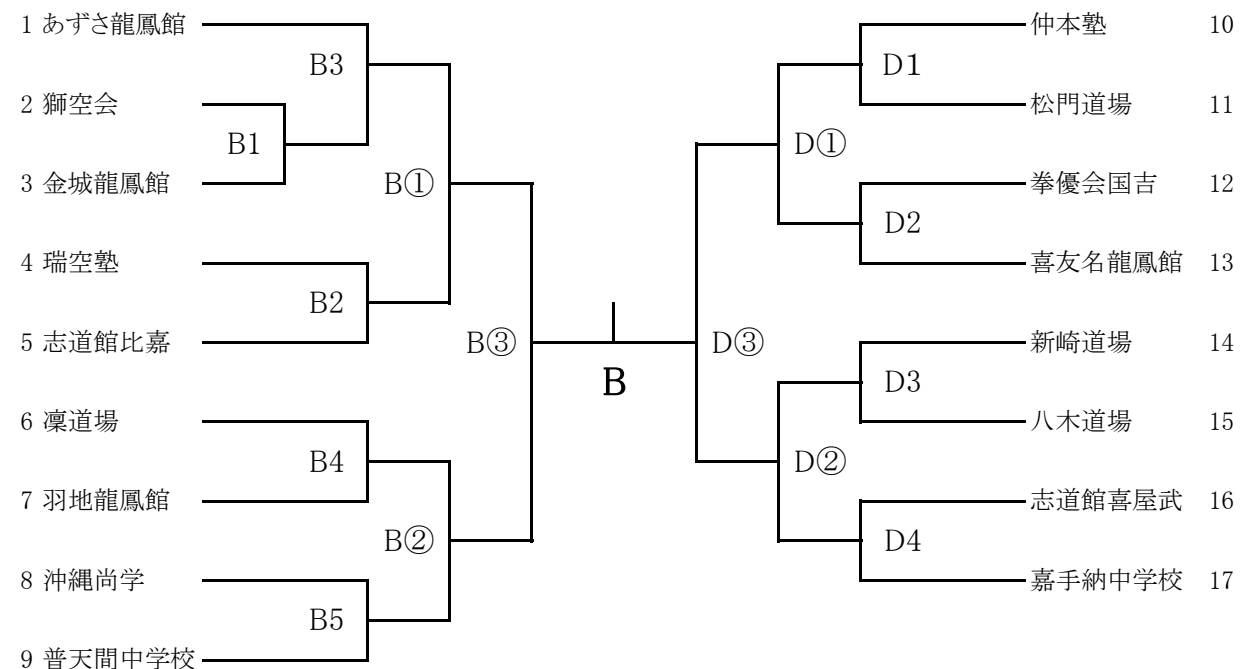 1 あずさ龍鳳館
B3
2 獅空会
B1
3 金城龍鳳館
B①
4 瑞空塾
B2
5 志道館比嘉
B③
6 凜道場
B4
7 羽地龍鳳館
B②
8 沖縄尚学
B5
9 普天間中学校
B
仲本塾 10
D1
松門道場 11
D①
拳優会国吉 12
D2
喜友名龍鳳館 13
D③
新崎道場 14
D3
八木道場 15
D②
志道館喜屋武 16
D4
嘉手納中学校 17